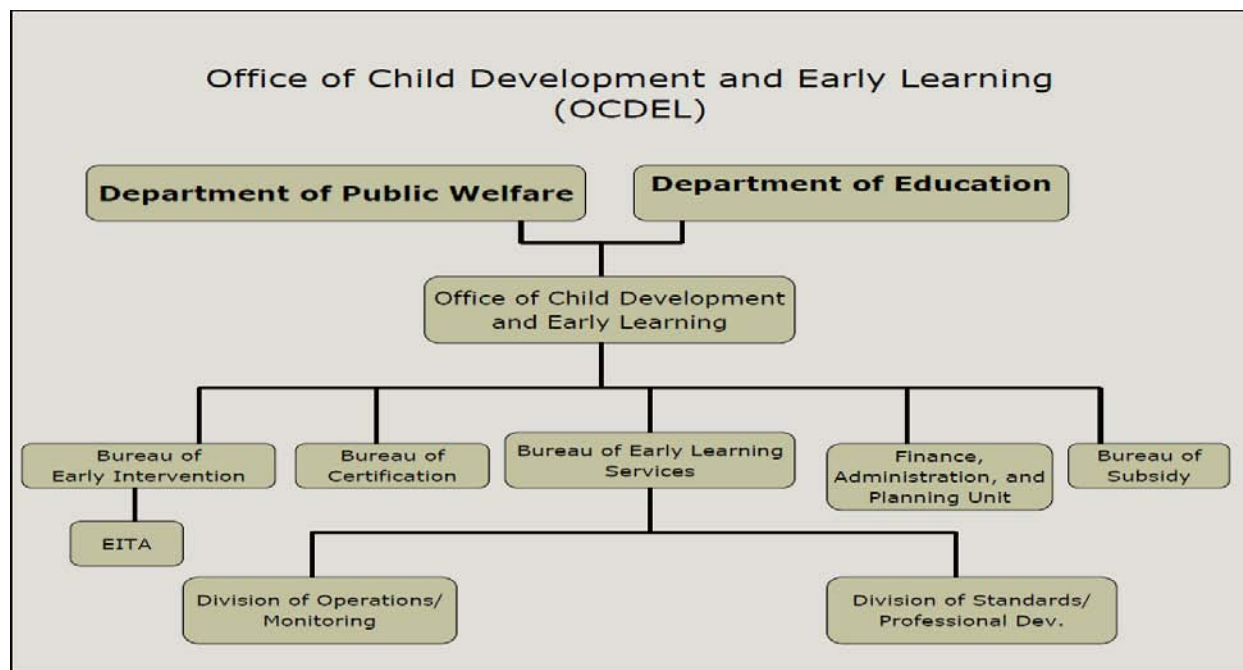 Office of Child Development and Early Learning
(OCDEL)
Department of Public Welfare
Department of Education
Office of Child Development
and Early Learning
Bureau of
Early Intervention
Bureau of
Certification
Bureau of Early Learning
Services
Finance,
Administration, and
Planning Unit
Bureau of
Subsidy
EITA
Division of Operations/
Monitoring
Division of Standards/
Professional Dev.